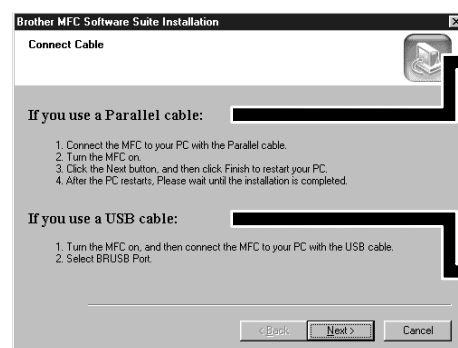 Brother MFC Software Suite Installation
Connect Cable
If you use a Parallel cable:
1. Connect the MFC to your PC with the Parallel cable.
2. Turn the MFC on.
3. Click the Next button, and then click Finish to restart your PC.
4. After the PC restarts, Please wait until the installation is completed.
If you use a USB cable:
1. Turn the MFC on, and then connect the MFC to your PC with the USB cable.
2. Select BRUSB Port.
< Back Next > Cancel